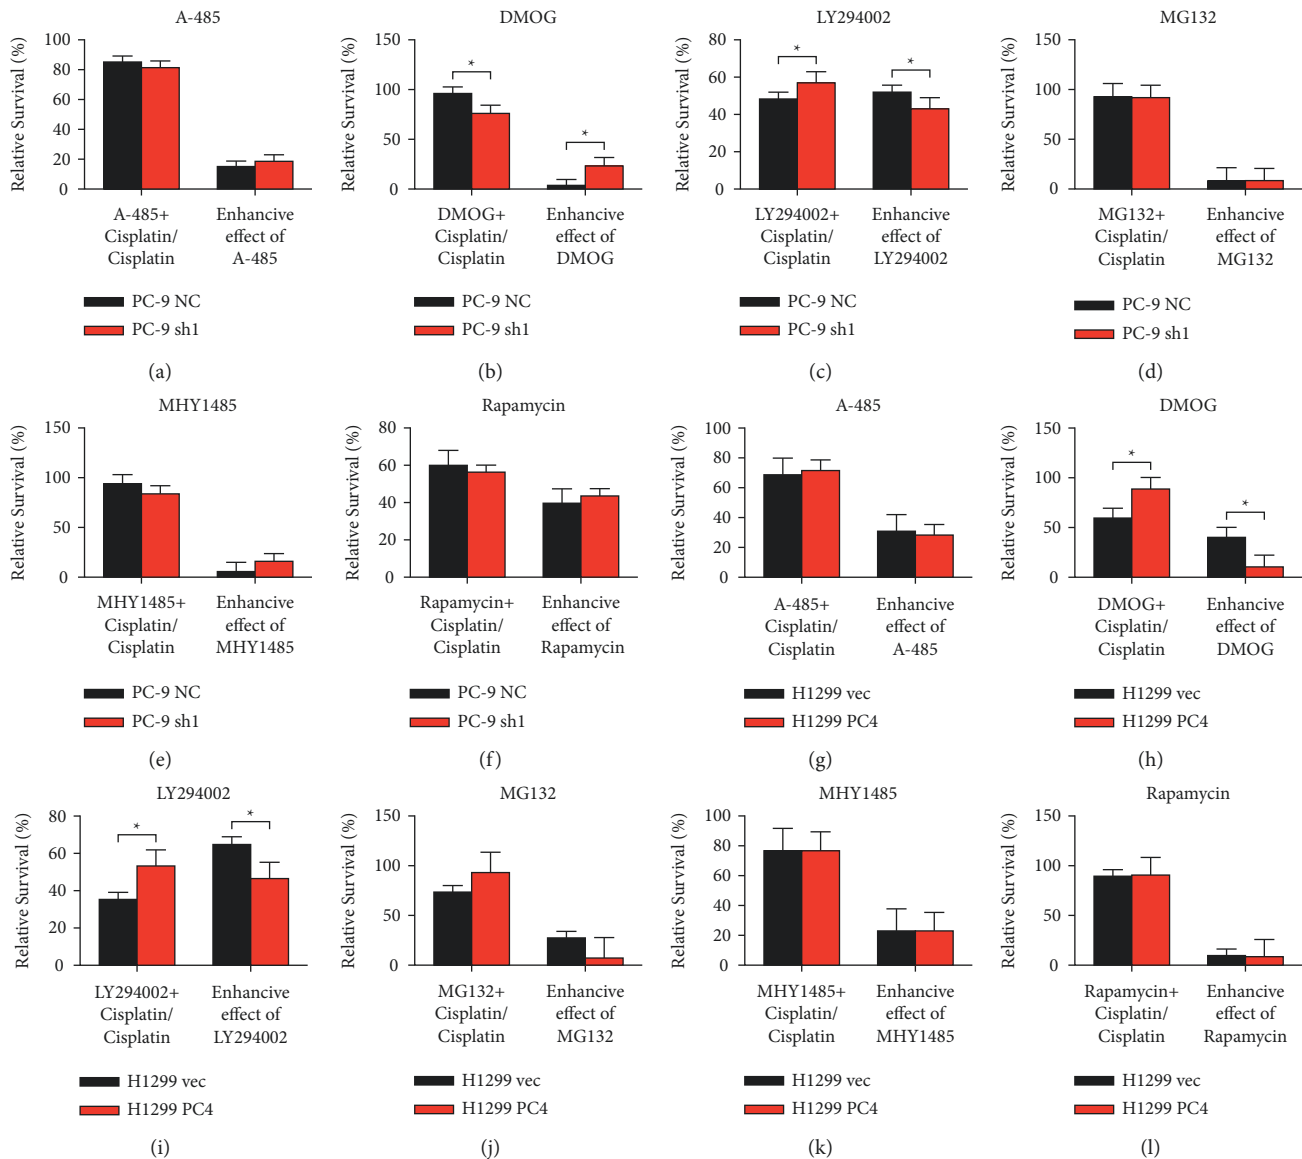 A-485
Relative Survival (%)
100
80
60
40
20
0
A-485+
Cisplatin/
Cisplatin
Enhancive
effect of
A-485
PC-9 NC
PC-9 sh1
(a)
DMOG
Relative Survival (%)
150
100
50
0
*
*
DMOG+
Cisplatin/
Cisplatin
Enhancive
effect of
DMOG
PC-9 NC
PC-9 sh1
(b)
LY294002
Relative Survival (%)
80
60
40
20
0
*
*
LY294002+
Cisplatin/
Cisplatin
Enhancive
effect of
LY294002
PC-9 NC
PC-9 sh1
(c)
MG132
Relative Survival (%)
150
100
50
0
MG132+
Cisplatin/
Cisplatin
Enhancive
effect of
MG132
PC-9 NC
PC-9 sh1
(d)
MHY1485
Relative Survival (%)
150
100
50
0
MHY1485+
Cisplatin/
Cisplatin
Enhancive
effect of
MHY1485
PC-9 NC
PC-9 sh1
(e)
Rapamycin
Relative Survival (%)
80
60
40
20
0
Rapamycin+
Cisplatin/
Cisplatin
Enhancive
effect of
Rapamycin
PC-9 NC
PC-9 sh1
(f)
A-485
Relative Survival (%)
100
80
60
40
20
0
A-485+
Cisplatin/
Cisplatin
Enhancive
effect of
A-485
H1299 vec
H1299 PC4
(g)
DMOG
Relative Survival (%)
150
100
50
0
*
*
DMOG+
Cisplatin/
Cisplatin
Enhancive
effect of
DMOG
H1299 vec
H1299 PC4
(h)
LY294002
Relative Survival (%)
80
60
40
20
0
*
*
LY294002+
Cisplatin/
Cisplatin
Enhancive
effect of
LY294002
H1299 vec
H1299 PC4
(i)
MG132
Relative Survival (%)
150
100
50
0
MG132+
Cisplatin/
Cisplatin
Enhancive
effect of
MG132
H1299 vec
H1299 PC4
(j)
MHY1485
Relative Survival (%)
100
80
60
40
20
0
MHY1485+
Cisplatin/
Cisplatin
Enhancive
effect of
MHY1485
H1299 vec
H1299 PC4
(k)
Rapamycin
Relative Survival (%)
150
100
50
0
Rapamycin+
Cisplatin/
Cisplatin
Enhancive
effect of
Rapamycin
H1299 vec
H1299 PC4
(l)